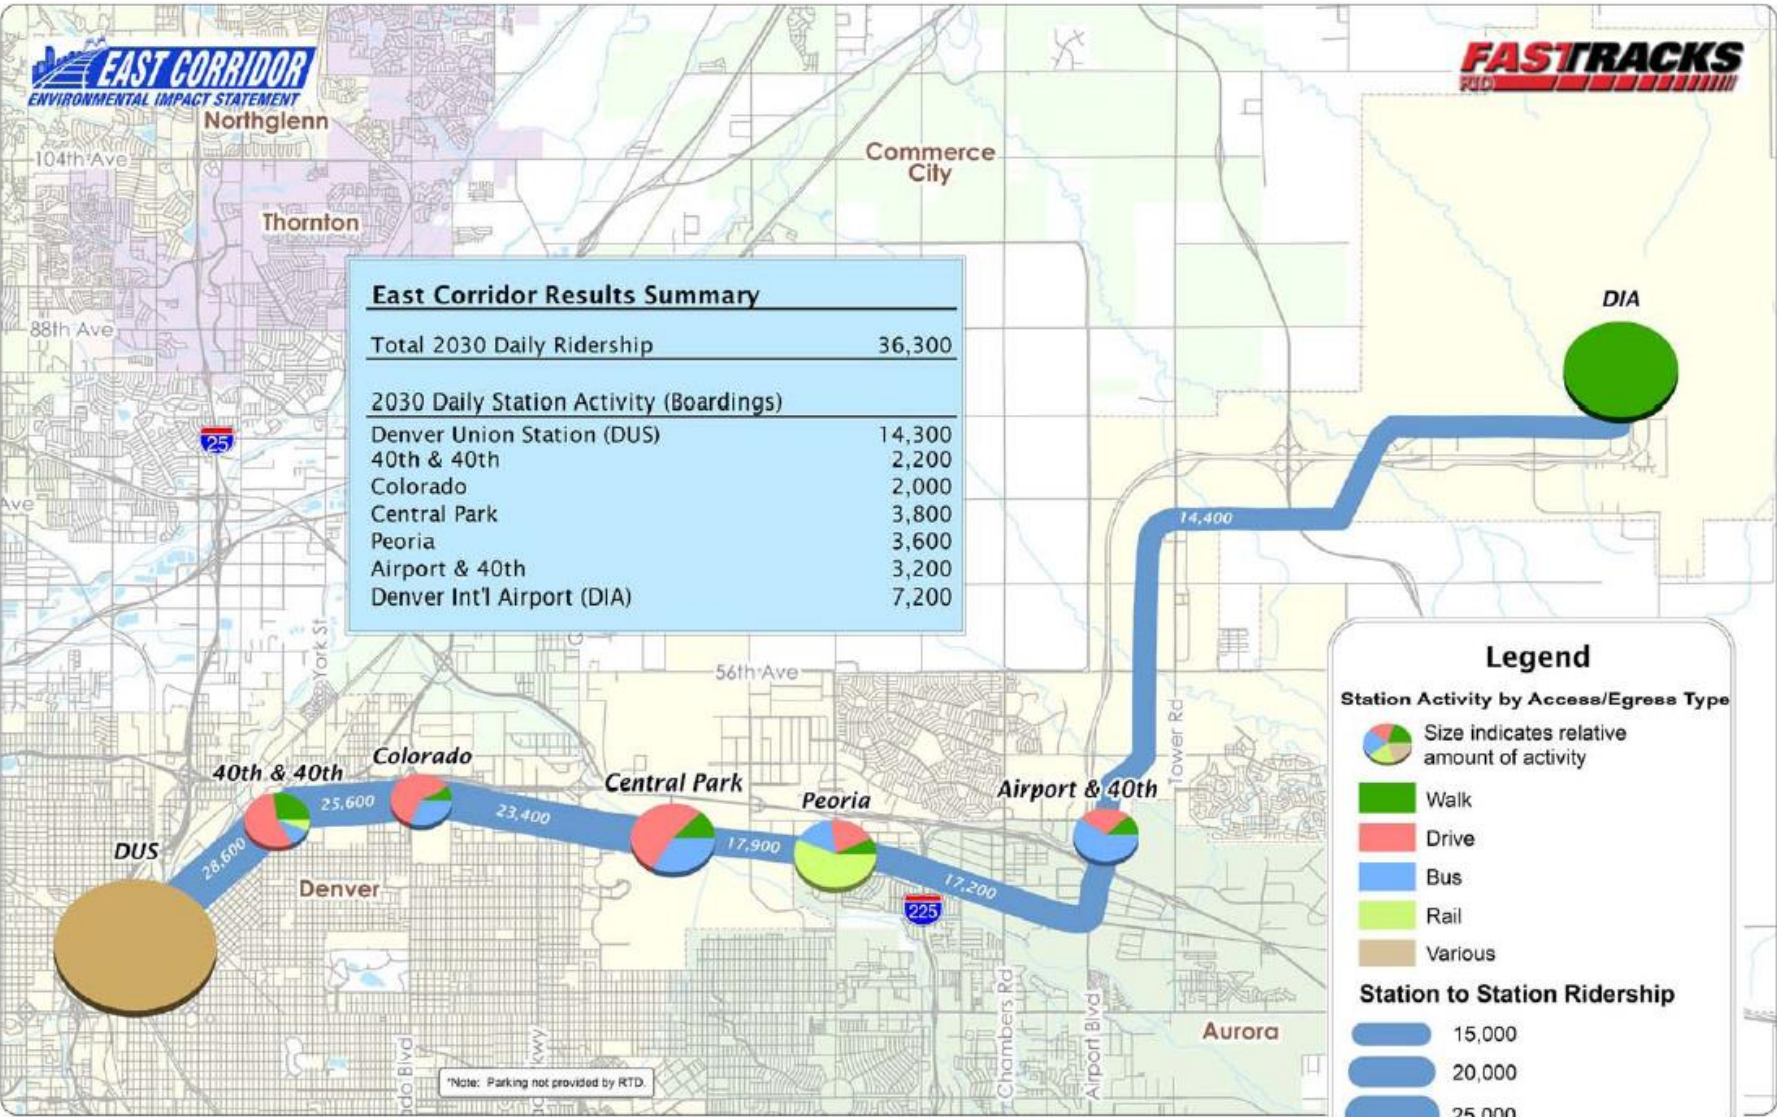 EAST CORRIDOR
ENVIRONMENTAL IMPACT STATEMENT
FASTRACKS
RTD
Northglenn
104th Ave
Commerce
City
Thornton
88th Ave
DIA
East Corridor Results Summary
Total 2030 Daily Ridership 36,300
2030 Daily Station Activity (Boardings)
Denver Union Station (DUS) 14,300
40th & 40th 2,200
Colorado 2,000
Central Park 3,800
Peoria 3,600
Airport & 40th 3,200
Denver Int'l Airport (DIA) 7,200
25
Ave
14,400
York St
56th Ave
Tower Rd
Colorado
40th & 40th
Central Park
Peoria
Airport & 40th
25,600
23,400
17,900
17,200
28,600
DUS
Denver
225
Chambers Rd
Airport Blvd
Aurora
do Blvd
kwy
*Note: Parking not provided by RTD.
Legend
Station Activity by Access/Egress Type
Size indicates relative
amount of activity
Walk
Drive
Bus
Rail
Various
Station to Station Ridership
15,000
20,000
25,000